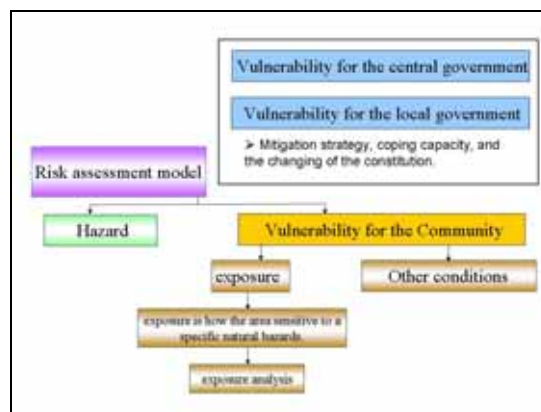 Vulnerability for the central government
Vulnerability for the local government
➢ Mitigation strategy, coping capacity, and
the changing of the constitution.
Risk assessment model
Hazard
Vulnerability for the Community
exposure
Other conditions
exposure is how the area sensitive to a
specific natural hazards.
exposure analysis